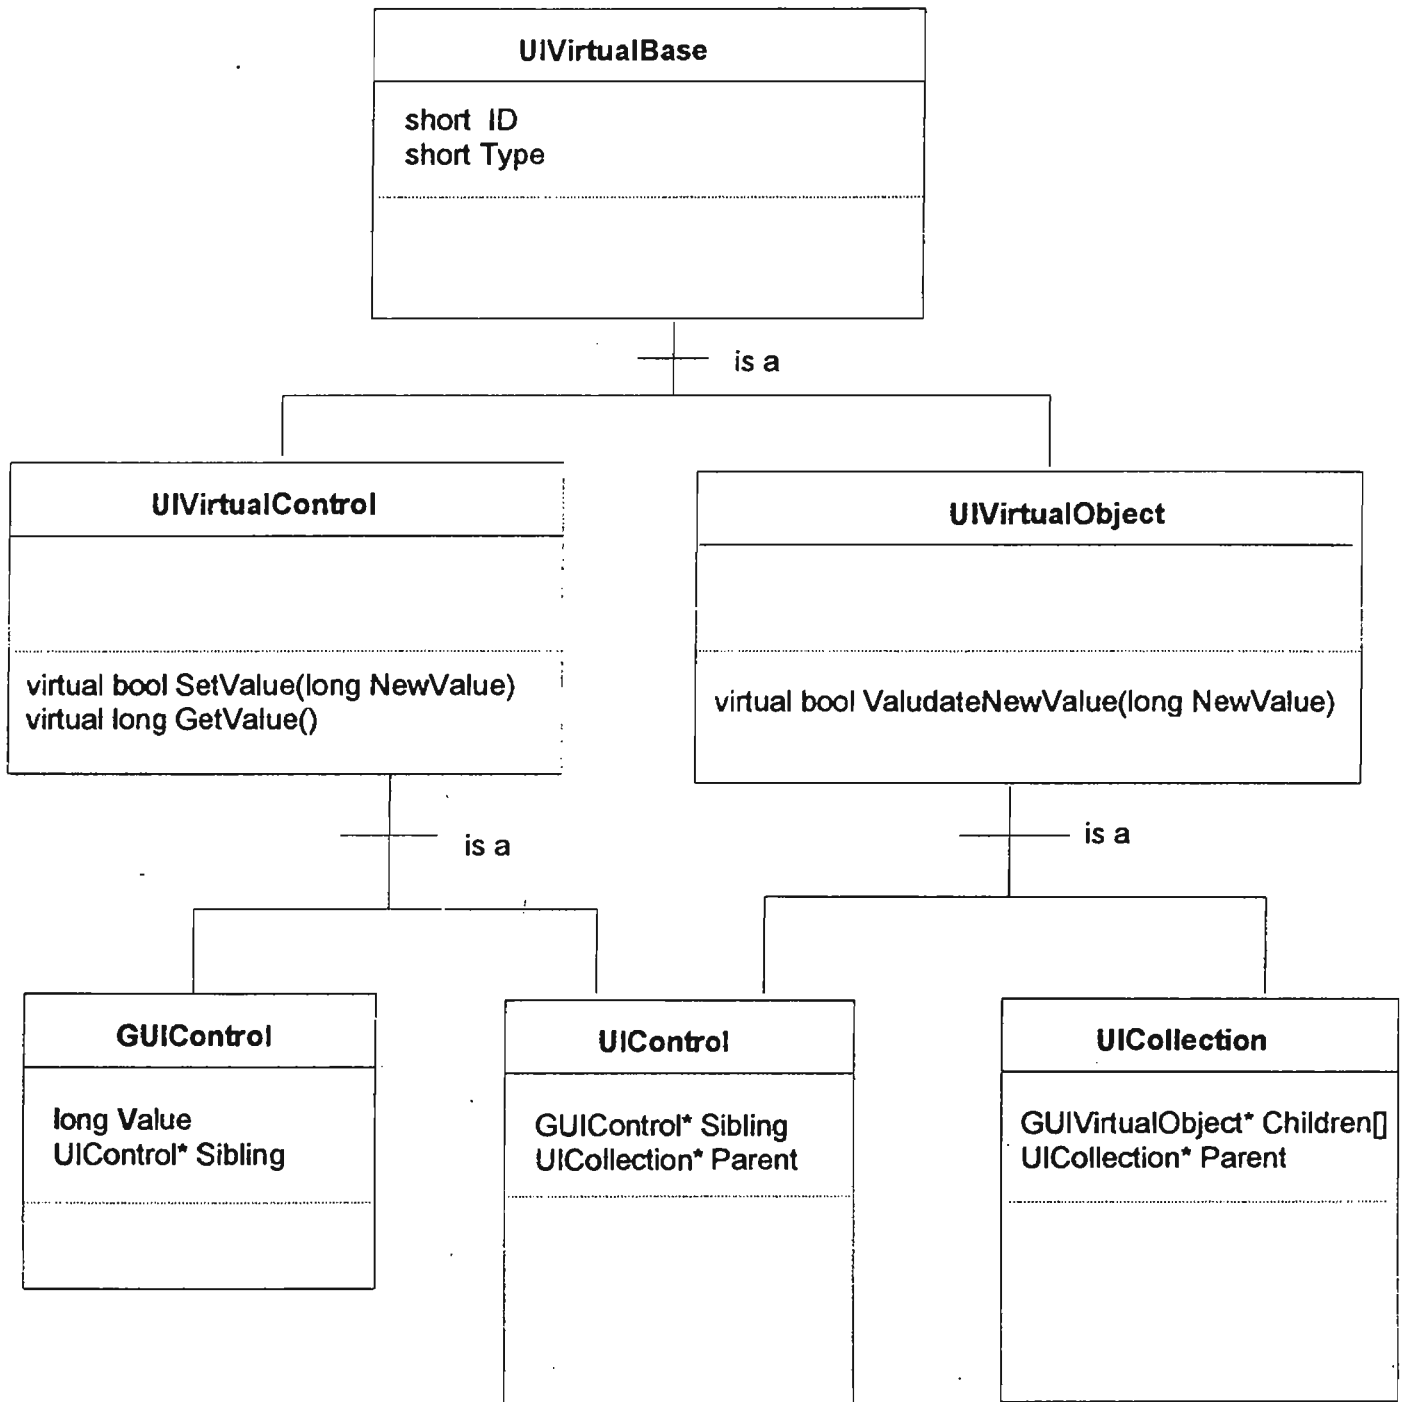 UIVirtualBase
short ID
short Type
is a
UIVirtualControl
virtual bool SetValue(long NewValue)
virtual long GetValue()
UIVirtualObject
virtual bool ValudateNewValue(long NewValue)
is a
is a
GUIControl
long Value
UIControl* Sibling
UIControl
GUIControl* Sibling
UICollection* Parent
UICollection
GUIVirtualObject* Children[]
UICollection* Parent